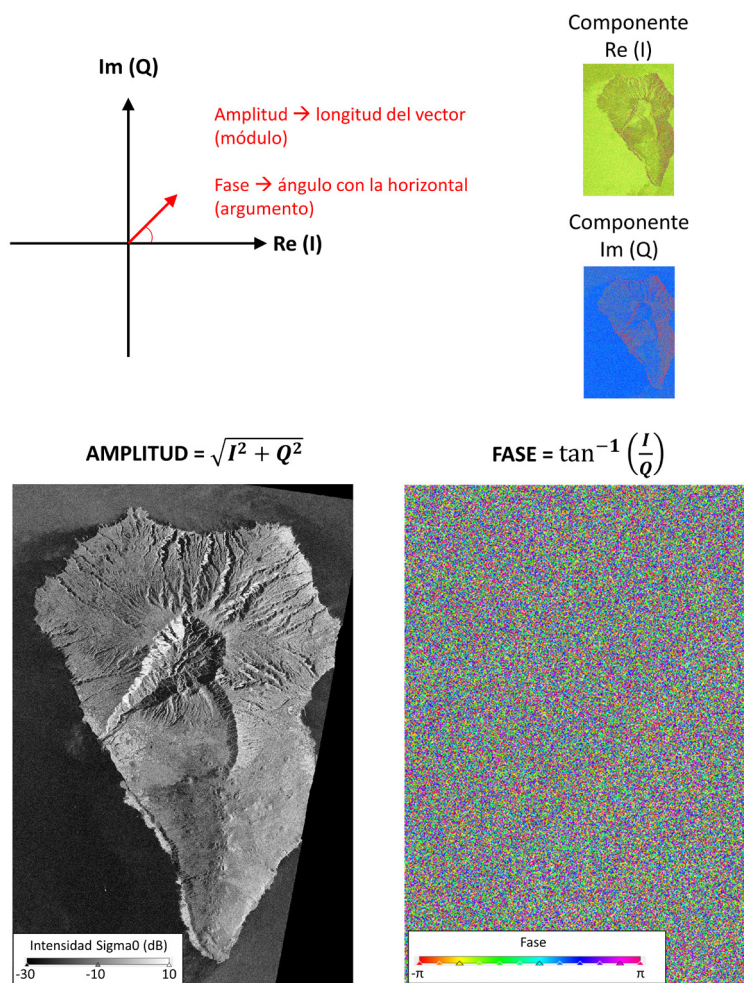 Componente
Re (I)
Im (Q)
Amplitud → longitud del vector
(módulo)
Fase → ángulo con la horizontal
(argumento)
Re (I)
Componente
Im (Q)
AMPLITUD = √(I² + Q²)
FASE = tan⁻¹ (I/Q)
Intensidad Sigma0 (dB)
-30 -10 10
Fase
-π π